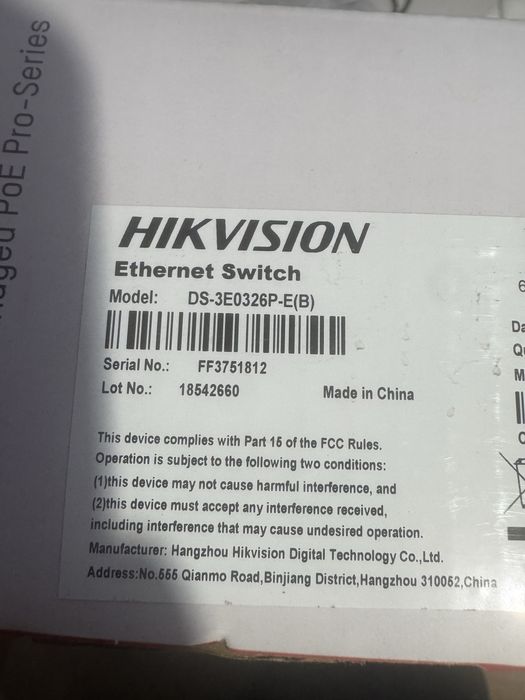 PoE Pro-Series
HIKVISION
Ethernet Switch
Model: DS-3E0326P-E(B)
Serial No.: FF3751812
Lot No.: 18542660 Made in China
This device complies with Part 15 of the FCC Rules.
Operation is subject to the following two conditions:
(1)this device may not cause harmful interference, and
(2)this device must accept any interference received,
including interference that may cause undesired operation.
Manufacturer: Hangzhou Hikvision Digital Technology Co.,Ltd.
Address:No.555 Qianmo Road,Binjiang District,Hangzhou 310052,China